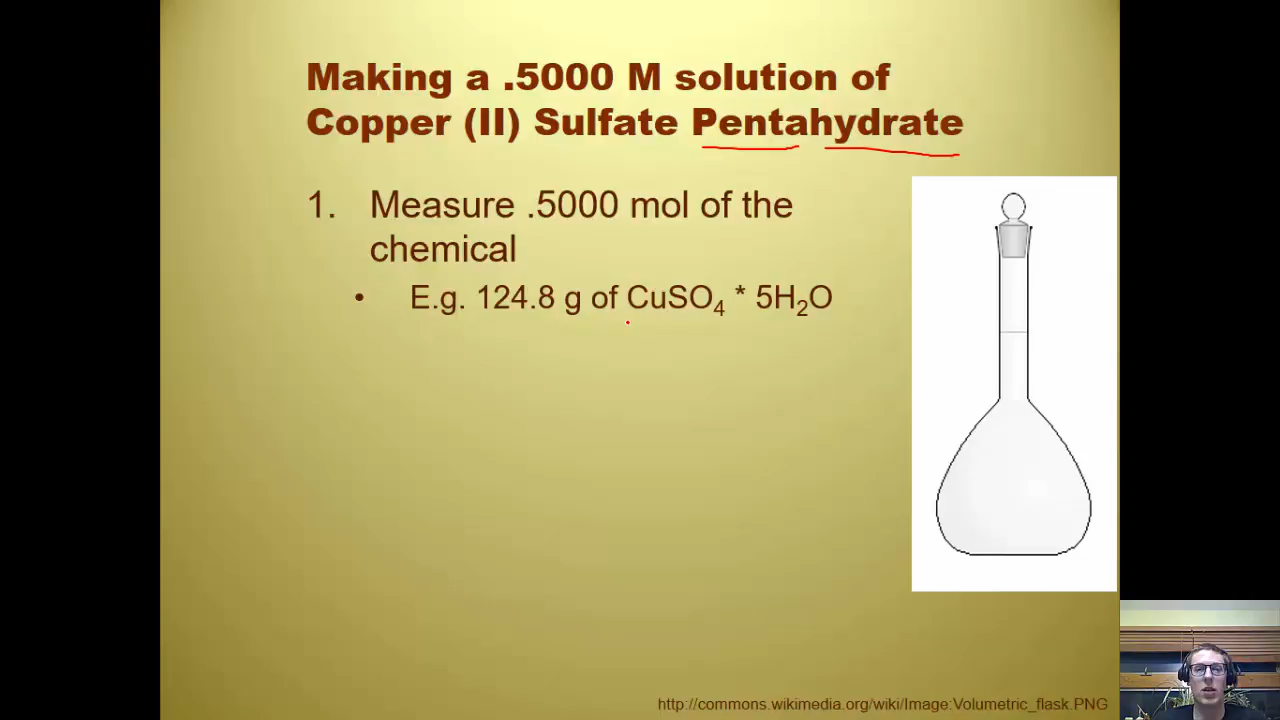 Making a .5000 M solution of
Copper (II) Sulfate Pentahydrate
1. Measure .5000 mol of the
chemical
• E.g. 124.8 g of CuSO₄ * 5H₂O
http://commons.wikimedia.org/wiki/Image:Volumetric_flask.PNG